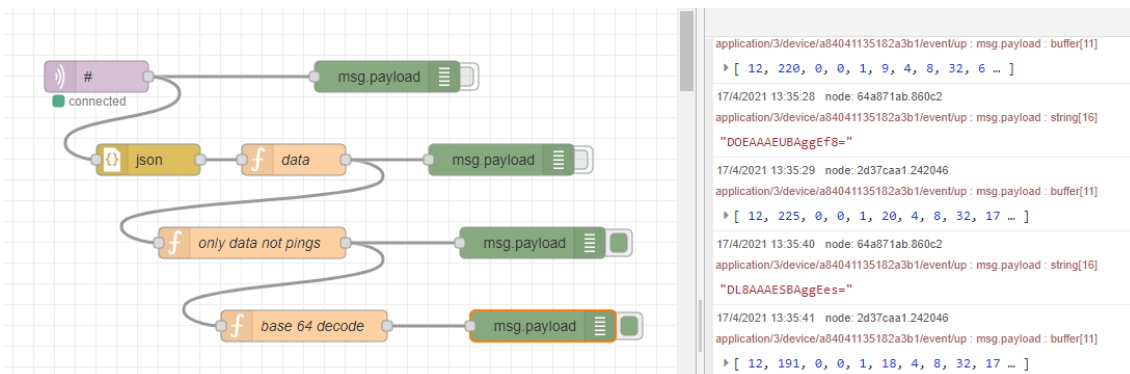 #
msg.payload
connected
json
data
msg.payload
only data not pings
msg.payload
base 64 decode
msg.payload
application/3/device/a84041135182a3b1/event/up : msg.payload : buffer[11]
[ 12, 220, 0, 0, 1, 9, 4, 8, 32, 6 … ]
17/4/2021 13:35:28 node: 64a871ab.860c2
application/3/device/a84041135182a3b1/event/up : msg.payload : string[16]
"DOEAAAEUBAggEf8="
17/4/2021 13:35:29 node: 2d37caa1.242046
application/3/device/a84041135182a3b1/event/up : msg.payload : buffer[11]
[ 12, 225, 0, 0, 1, 20, 4, 8, 32, 17 … ]
17/4/2021 13:35:40 node: 64a871ab.860c2
application/3/device/a84041135182a3b1/event/up : msg.payload : string[16]
"DL8AAAESBAggEes="
17/4/2021 13:35:41 node: 2d37caa1.242046
application/3/device/a84041135182a3b1/event/up : msg.payload : buffer[11]
[ 12, 191, 0, 0, 1, 18, 4, 8, 32, 17 … ]